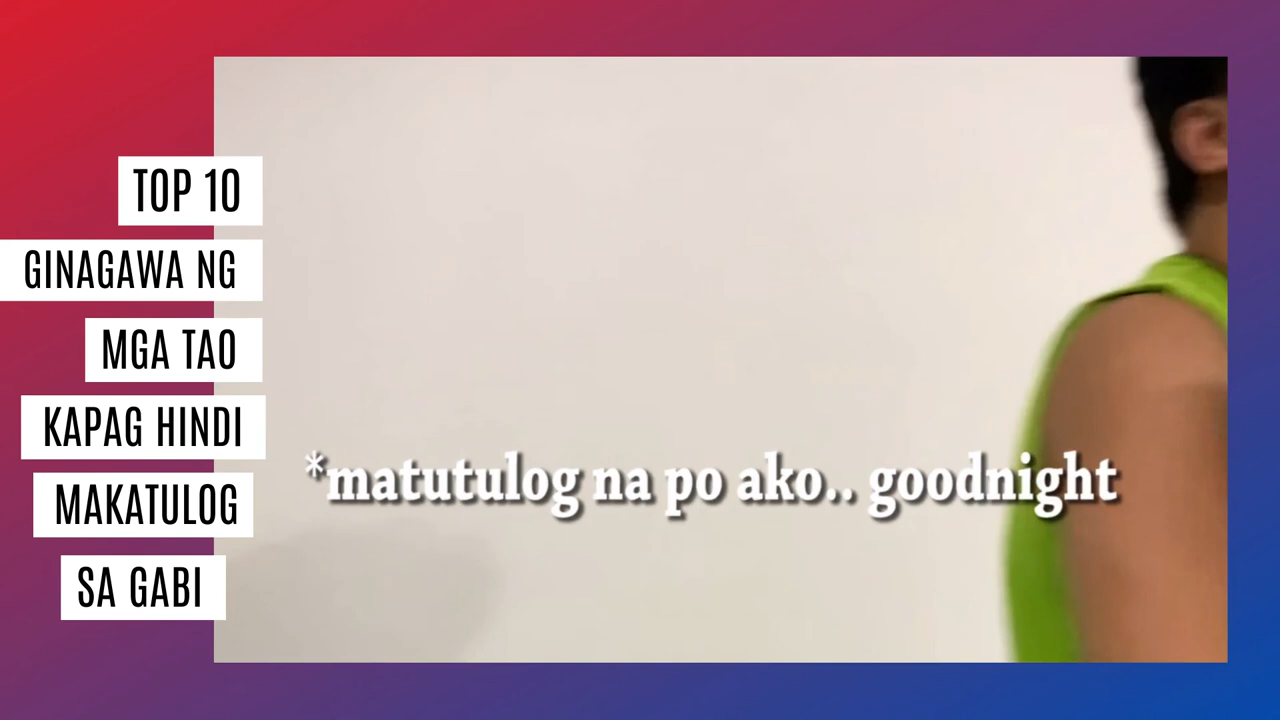 TOP 10
GINAGAWA NG
MGA TAO
KAPAG HINDI
MAKATULOG
SA GABI
*matutulog na po ako.. goodnight